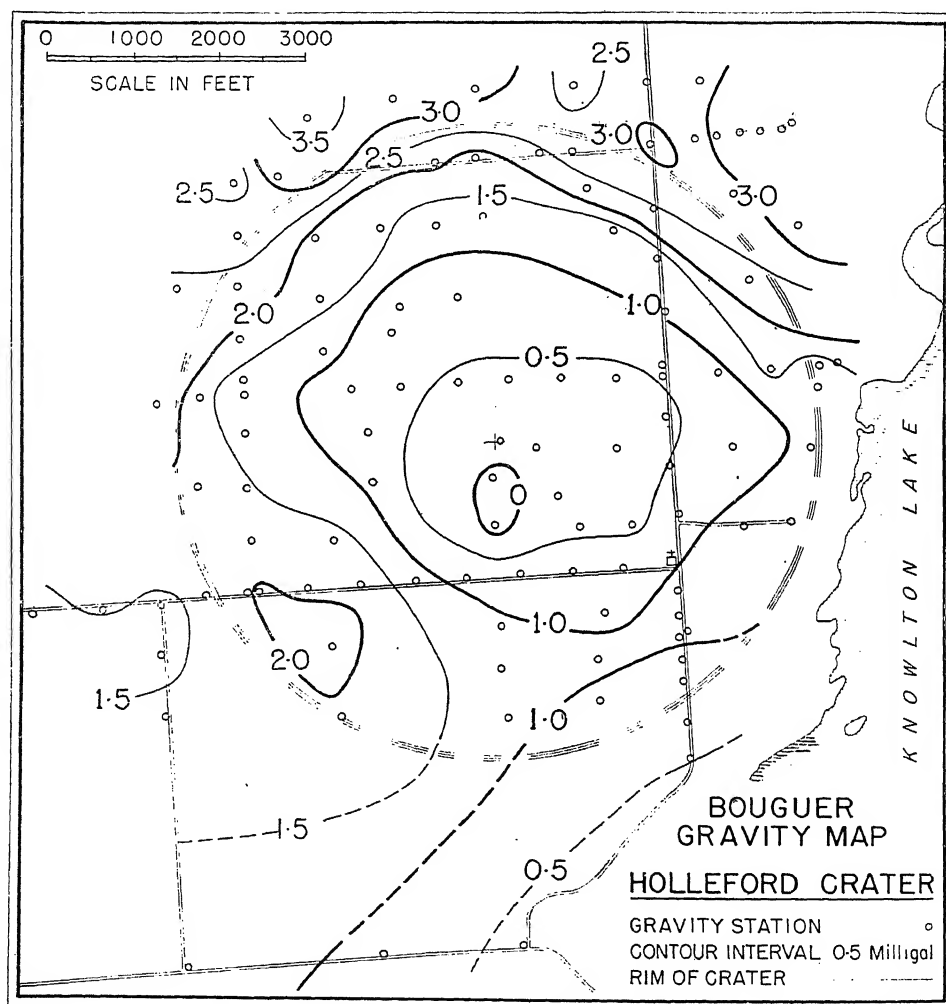 0 1000 2000 3000
SCALE IN FEET
2·5
3·0
3·5
3·0
2·5
2·5
3·0
1·5
2·0
1·0
0·5
0
1·0
2·0
1·5
1·0
1·5
0·5
KNOWLTON LAKE
BOUGUER
GRAVITY MAP
HOLLEFORD CRATER
GRAVITY STATION
CONTOUR INTERVAL 0·5 Milligal
RIM OF CRATER